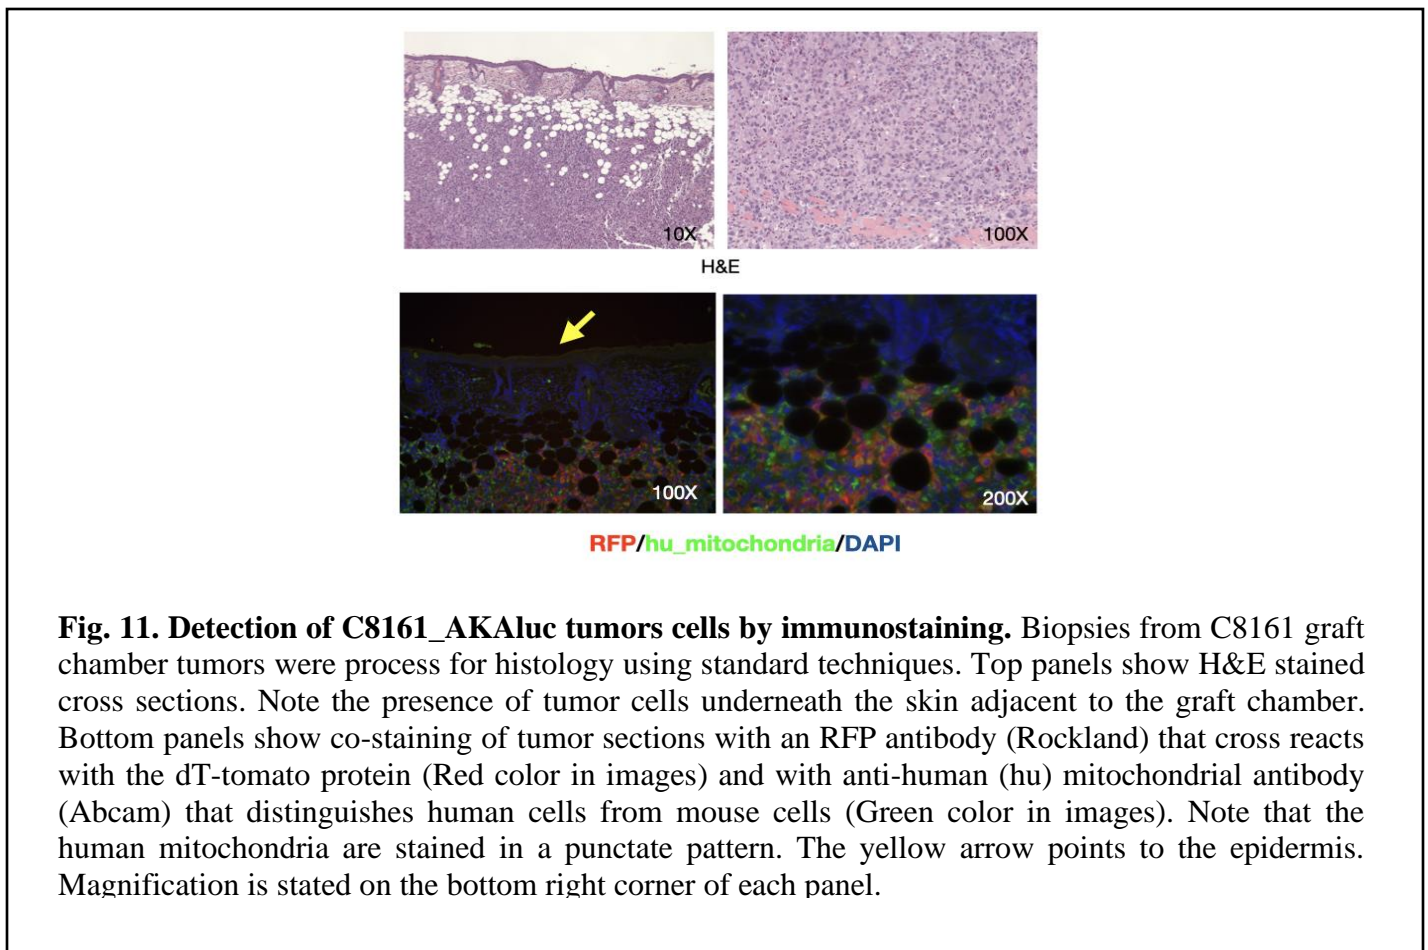 10X
100X
H&E
100X
200X
RFP/hu_mitochondria/DAPI
Fig. 11. Detection of C8161_AKAluc tumors cells by immunostaining. Biopsies from C8161 graft
chamber tumors were process for histology using standard techniques. Top panels show H&E stained
cross sections. Note the presence of tumor cells underneath the skin adjacent to the graft chamber.
Bottom panels show co-staining of tumor sections with an RFP antibody (Rockland) that cross reacts
with the dT-tomato protein (Red color in images) and with anti-human (hu) mitochondrial antibody
(Abcam) that distinguishes human cells from mouse cells (Green color in images). Note that the
human mitochondria are stained in a punctate pattern. The yellow arrow points to the epidermis.
Magnification is stated on the bottom right corner of each panel.